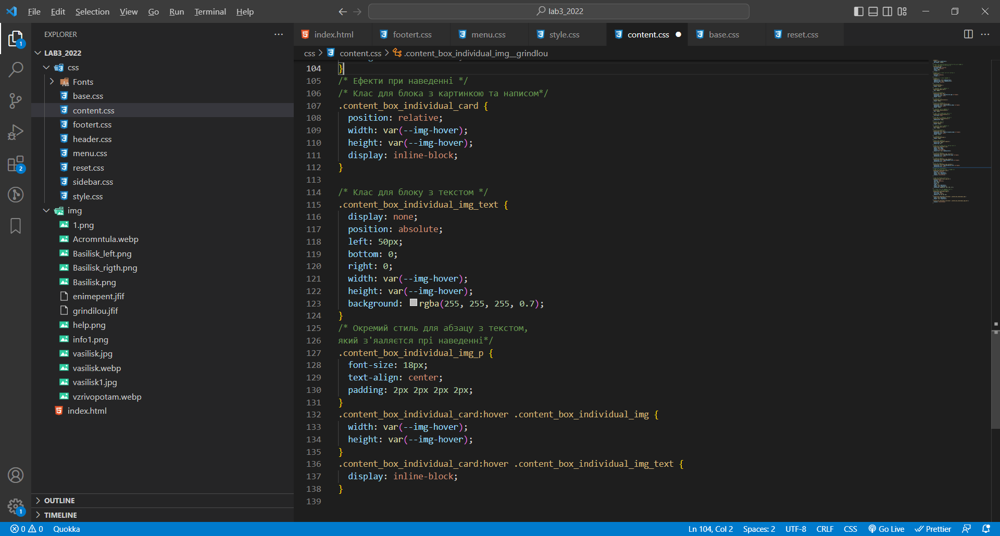 File Edit Selection View Go Run Terminal Help
lab3_2022
EXPLORER
LAB3_2022
css
Fonts
base.css
content.css
footert.css
header.css
menu.css
reset.css
sidebar.css
style.css
img
1.png
Acromntula.webp
Basilisk_left.png
Basilisk_rigth.png
Basilisk.png
enimepent.jfif
grindilou.jfif
help.png
info1.png
vasilisk.jpg
vasilisk.webp
vasilisk1.jpg
vzrivopotam.webp
index.html
OUTLINE
TIMELINE
1
2
1
index.html footert.css menu.css style.css content.css base.css reset.css
css > content.css > .content_box_individual_img__grindlou
104 }
105 /* Ефекти при наведенні */
106 /* Клас для блока з картинкою та написом*/
107 .content_box_individual_card {
108 position: relative;
109 width: var(--img-hover);
110 height: var(--img-hover);
111 display: inline-block;
112 }
113
114 /* Клас для блоку з текстом */
115 .content_box_individual_img_text {
116 display: none;
117 position: absolute;
118 left: 50px;
119 bottom: 0;
120 right: 0;
121 width: var(--img-hover);
122 height: var(--img-hover);
123 background: rgba(255, 255, 255, 0.7);
124 }
125 /* Окремий стиль для абзацу з текстом,
126 який з'яаляєтся прі наведенні*/
127 .content_box_individual_img_p {
128 font-size: 18px;
129 text-align: center;
130 padding: 2px 2px 2px 2px;
131 }
132 .content_box_individual_card:hover .content_box_individual_img {
133 width: var(--img-hover);
134 height: var(--img-hover);
135 }
136 .content_box_individual_card:hover .content_box_individual_img_text {
137 display: inline-block;
138 }
139
0 0 Quokka Ln 104, Col 2 Spaces: 2 UTF-8 CRLF CSS Go Live Prettier